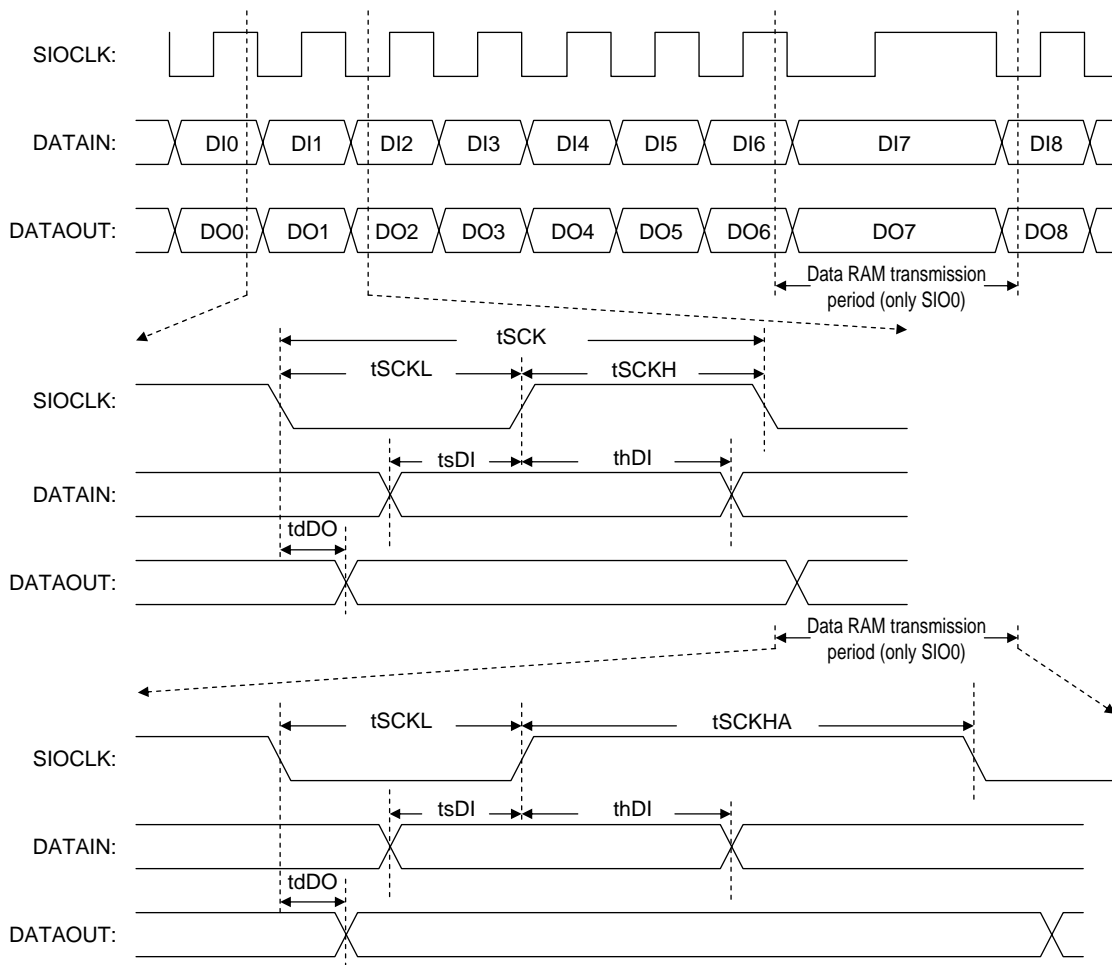 SIOCLK:
DATAIN: DI0 DI1 DI2 DI3 DI4 DI5 DI6 DI7 DI8
DATAOUT: DO0 DO1 DO2 DO3 DO4 DO5 DO6 DO7 DO8
Data RAM transmission
period (only SIO0)
tSCK
tSCKL tSCKH
SIOCLK:
tsDI thDI
DATAIN:
tdDO
DATAOUT:
Data RAM transmission
period (only SIO0)
tSCKL tSCKHA
SIOCLK:
tsDI thDI
DATAIN:
tdDO
DATAOUT: